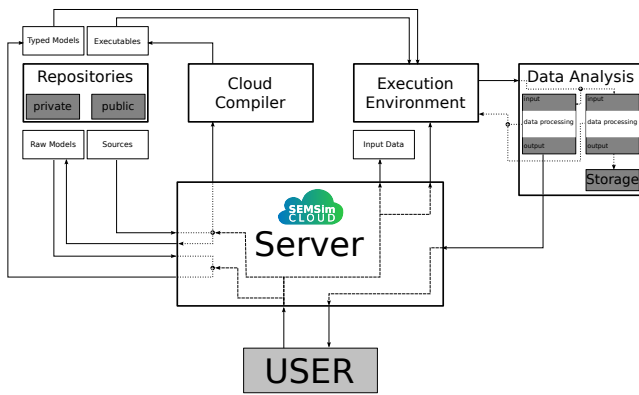 Typed Models
Executables
Repositories
private
public
Raw Models
Sources
Cloud
Compiler
Execution
Environment
Input Data
Data Analysis
input
data processing
output
input
data processing
output
Storage
SEMSim
CLOUD
Server
USER